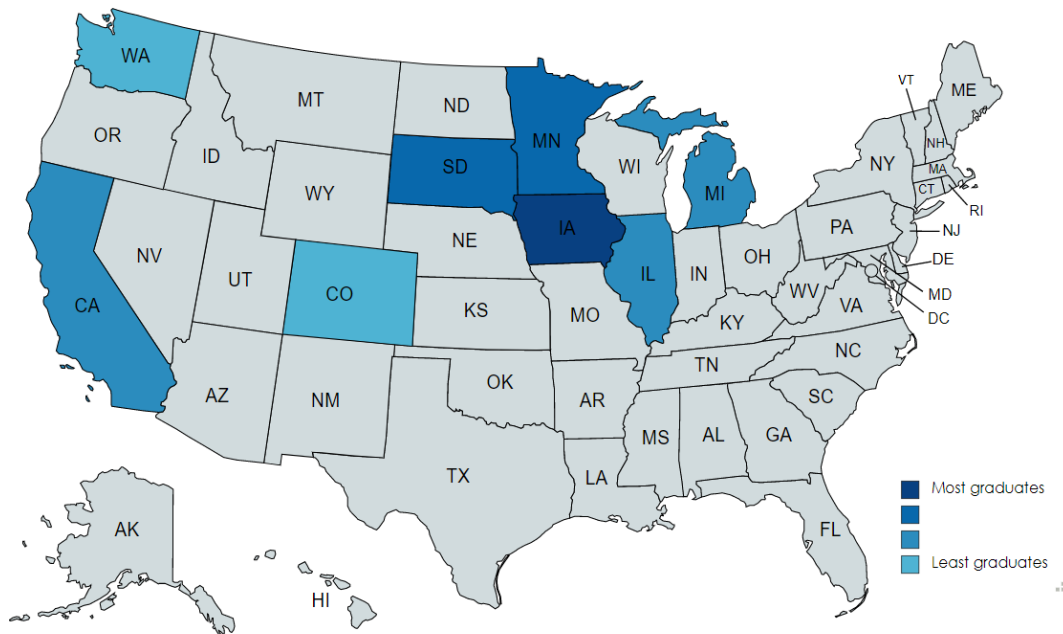 WA
MT
ND
MN
VT
ME
OR
ID
SD
WI
NH
NY
MA
WY
MI
CT
RI
IA
PA
NJ
NV
NE
OH
UT
CO
IL
IN
DE
CA
KS
MO
WV
VA
MD
KY
DC
NC
TN
AZ
NM
OK
AR
SC
MS
AL
GA
TX
LA
Most graduates
AK
FL
Least graduates
HI